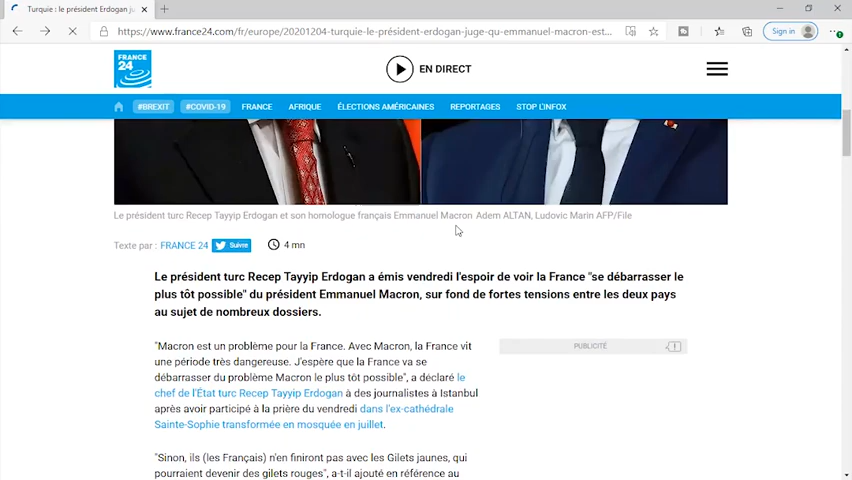 Turquie : le président Erdogan ju
https://www.france24.com/fr/europe/20201204-turquie-le-président-erdogan-juge-qu-emmanuel-macron-est...
Sign in
FRANCE
24
EN DIRECT
#BREXIT
#COVID-19
FRANCE
AFRIQUE
ÉLECTIONS AMÉRICAINES
REPORTAGES
STOP L'INFOX
Le président turc Recep Tayyip Erdogan et son homologue français Emmanuel Macron Adem ALTAN, Ludovic Marin AFP/File
Texte par : FRANCE 24
Suivre
4 mn
Le président turc Recep Tayyip Erdogan a émis vendredi l'espoir de voir la France "se débarrasser le
plus tôt possible" du président Emmanuel Macron, sur fond de fortes tensions entre les deux pays
au sujet de nombreux dossiers.
"Macron est un problème pour la France. Avec Macron, la France vit
une période très dangereuse. J'espère que la France va se
débarrasser du problème Macron le plus tôt possible", a déclaré le
chef de l'État turc Recep Tayyip Erdogan à des journalistes à Istanbul
après avoir participé à la prière du vendredi dans l'ex-cathédrale
Sainte-Sophie transformée en mosquée en juillet.
PUBLICITÉ
"Sinon, ils (les Français) n'en finiront pas avec les Gilets jaunes, qui
pourraient devenir des gilets rouges", a-t-il ajouté en référence au